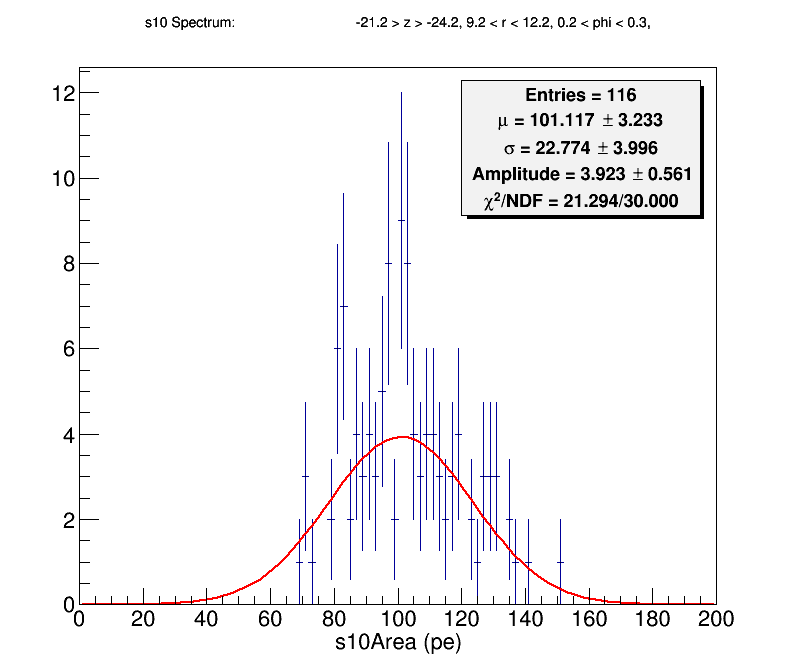 s10 Spectrum: -21.2 > z > -24.2, 9.2 < r < 12.2, 0.2 < phi < 0.3,
Entries = 116
μ = 101.117 ± 3.233
σ = 22.774 ± 3.996
Amplitude = 3.923 ± 0.561
χ²/NDF = 21.294/30.000
12
10
8
6
4
2
0
0 20 40 60 80 100 120 140 160 180 200
s10Area (pe)